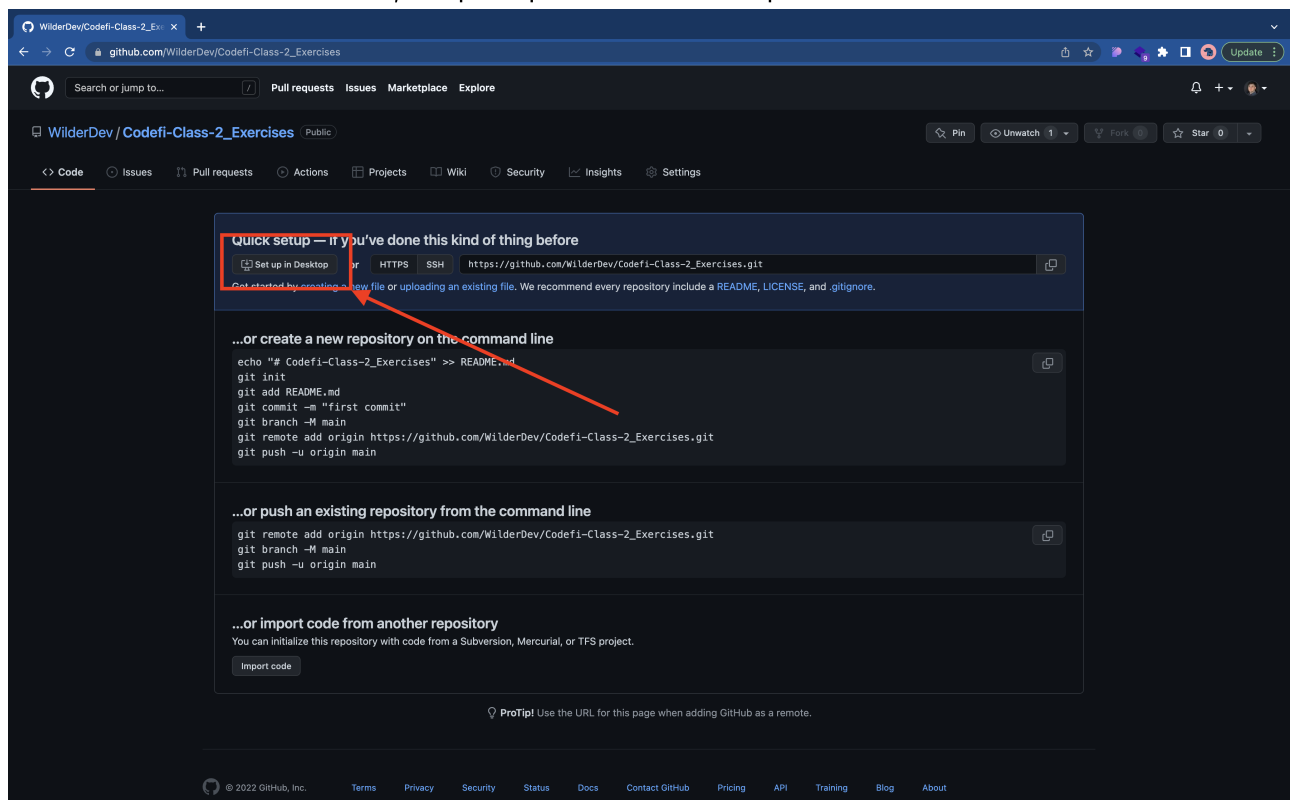 WilderDev/Codefi-Class-2_Exe
github.com/WilderDev/Codefi-Class-2_Exercises
9
Update
Search or jump to...
/
Pull requests Issues Marketplace Explore
WilderDev / Codefi-Class-2_Exercises Public
Pin Unwatch 1 Fork 0 Star 0
<> Code Issues Pull requests Actions Projects Wiki Security Insights Settings
Quick setup — if you've done this kind of thing before
Set up in Desktop or HTTPS SSH https://github.com/WilderDev/Codefi-Class-2_Exercises.git
Get started by creating a new file or uploading an existing file. We recommend every repository include a README, LICENSE, and .gitignore.
...or create a new repository on the command line
echo "# Codefi-Class-2_Exercises" >> README.md
git init
git add README.md
git commit -m "first commit"
git branch -M main
git remote add origin https://github.com/WilderDev/Codefi-Class-2_Exercises.git
git push -u origin main
...or push an existing repository from the command line
git remote add origin https://github.com/WilderDev/Codefi-Class-2_Exercises.git
git branch -M main
git push -u origin main
...or import code from another repository
You can initialize this repository with code from a Subversion, Mercurial, or TFS project.
Import code
ProTip! Use the URL for this page when adding GitHub as a remote.
© 2022 GitHub, Inc. Terms Privacy Security Status Docs Contact GitHub Pricing API Training Blog About